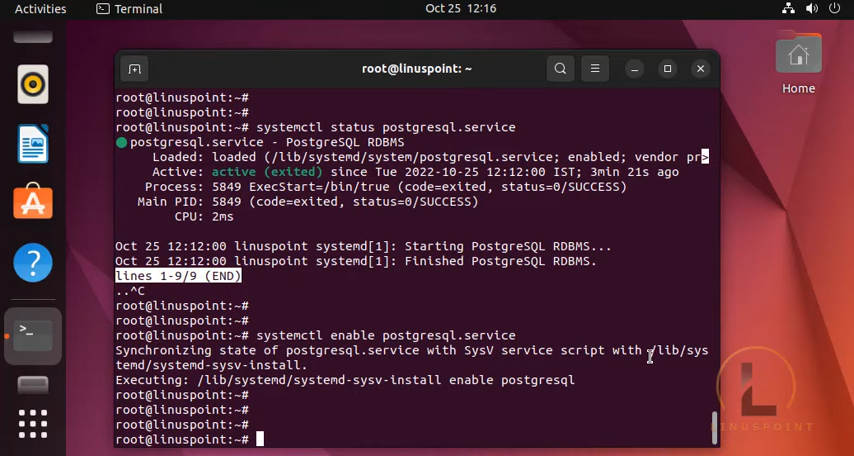 Activities
Terminal
Oct 25 12:16
root@linuspoint: ~
Home
root@linuspoint:~#
root@linuspoint:~#
root@linuspoint:~# systemctl status postgresql.service
postgresql.service - PostgreSQL RDBMS
Loaded: loaded (/lib/systemd/system/postgresql.service; enabled; vendor pr>
Active: active (exited) since Tue 2022-10-25 12:12:00 IST; 3min 21s ago
Process: 5849 ExecStart=/bin/true (code=exited, status=0/SUCCESS)
Main PID: 5849 (code=exited, status=0/SUCCESS)
CPU: 2ms
Oct 25 12:12:00 linuspoint systemd[1]: Starting PostgreSQL RDBMS...
Oct 25 12:12:00 linuspoint systemd[1]: Finished PostgreSQL RDBMS.
lines 1-9/9 (END)
..^C
root@linuspoint:~#
root@linuspoint:~#
root@linuspoint:~# systemctl enable postgresql.service
Synchronizing state of postgresql.service with SysV service script with /lib/sys
temd/systemd-sysv-install.
Executing: /lib/systemd/systemd-sysv-install enable postgresql
root@linuspoint:~#
root@linuspoint:~#
root@linuspoint:~#
root@linuspoint:~#
LINUSPOINT